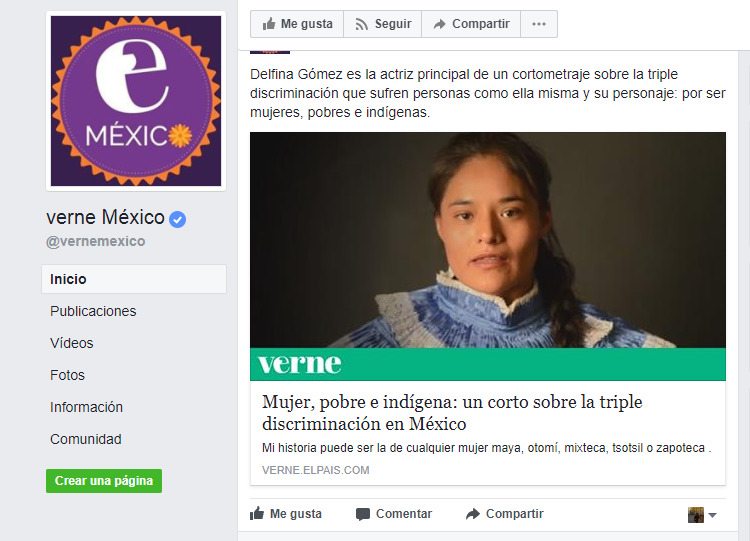 e
MÉXICO
verne México
@vernemexico
Inicio
Publicaciones
Vídeos
Fotos
Información
Comunidad
Crear una página
Me gusta
Seguir
Compartir
Delfina Gómez es la actriz principal de un cortometraje sobre la triple
discriminación que sufren personas como ella misma y su personaje: por ser
mujeres, pobres e indígenas.
verne
Mujer, pobre e indígena: un corto sobre la triple
discriminación en México
Mi historia puede ser la de cualquier mujer maya, otomí, mixteca, tsotsil o zapoteca .
VERNE.ELPAIS.COM
Me gusta
Comentar
Compartir